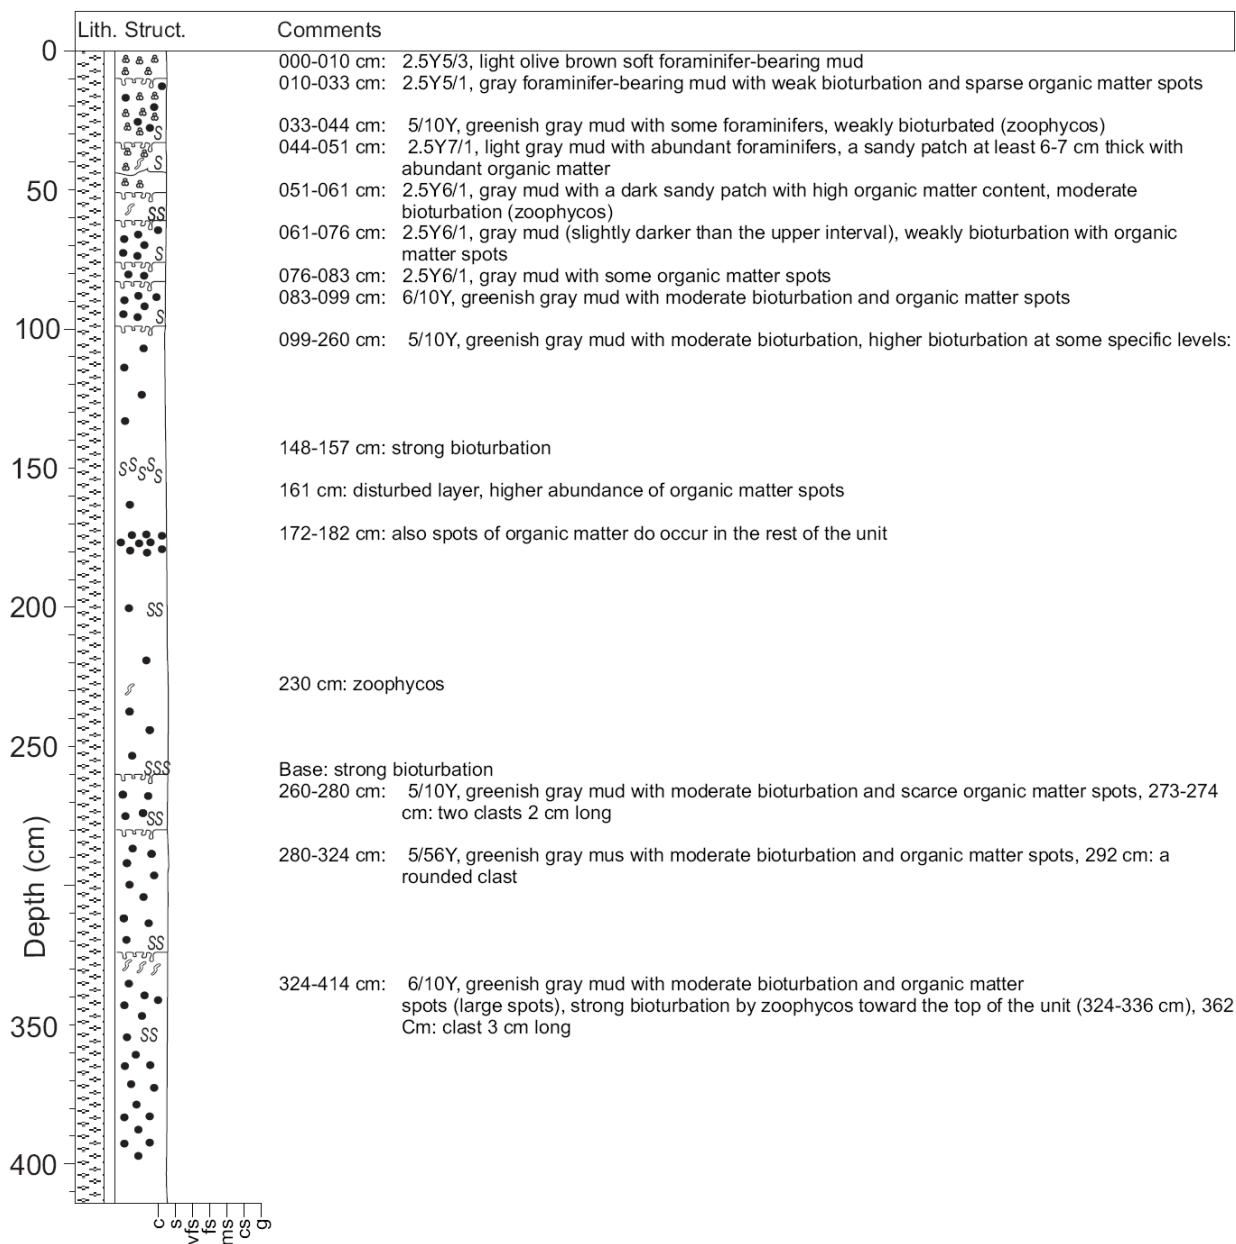 Lith. Struct. Comments
0
000-010 cm: 2.5Y5/3, light olive brown soft foraminifer-bearing mud
010-033 cm: 2.5Y5/1, gray foraminifer-bearing mud with weak bioturbation and sparse organic matter spots
033-044 cm: 5/10Y, greenish gray mud with some foraminifers, weakly bioturbated (zoophycos)
044-051 cm: 2.5Y7/1, light gray mud with abundant foraminifers, a sandy patch at least 6-7 cm thick with
abundant organic matter
50
051-061 cm: 2.5Y6/1, gray mud with a dark sandy patch with high organic matter content, moderate
bioturbation (zoophycos)
061-076 cm: 2.5Y6/1, gray mud (slightly darker than the upper interval), weakly bioturbation with organic
matter spots
076-083 cm: 2.5Y6/1, gray mud with some organic matter spots
083-099 cm: 6/10Y, greenish gray mud with moderate bioturbation and organic matter spots
100
099-260 cm: 5/10Y, greenish gray mud with moderate bioturbation, higher bioturbation at some specific levels:
148-157 cm: strong bioturbation
150
161 cm: disturbed layer, higher abundance of organic matter spots
172-182 cm: also spots of organic matter do occur in the rest of the unit
200
230 cm: zoophycos
250
Base: strong bioturbation
260-280 cm: 5/10Y, greenish gray mud with moderate bioturbation and scarce organic matter spots, 273-274
cm: two clasts 2 cm long
280-324 cm: 5/56Y, greenish gray mus with moderate bioturbation and organic matter spots, 292 cm: a
rounded clast
Depth (cm)
324-414 cm: 6/10Y, greenish gray mud with moderate bioturbation and organic matter
spots (large spots), strong bioturbation by zoophycos toward the top of the unit (324-336 cm), 362
Cm: clast 3 cm long
350
400
c s vfs fs ms cs g